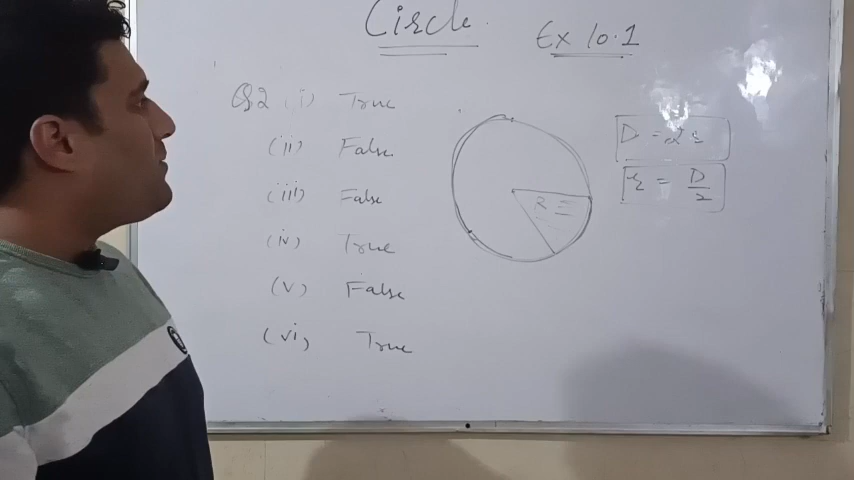 Circle.
Ex 10.1
Q2 (i) True
(ii) False
(iii) False
(iv) True
(v) False
(vi) True
D = 2r
r = D/2